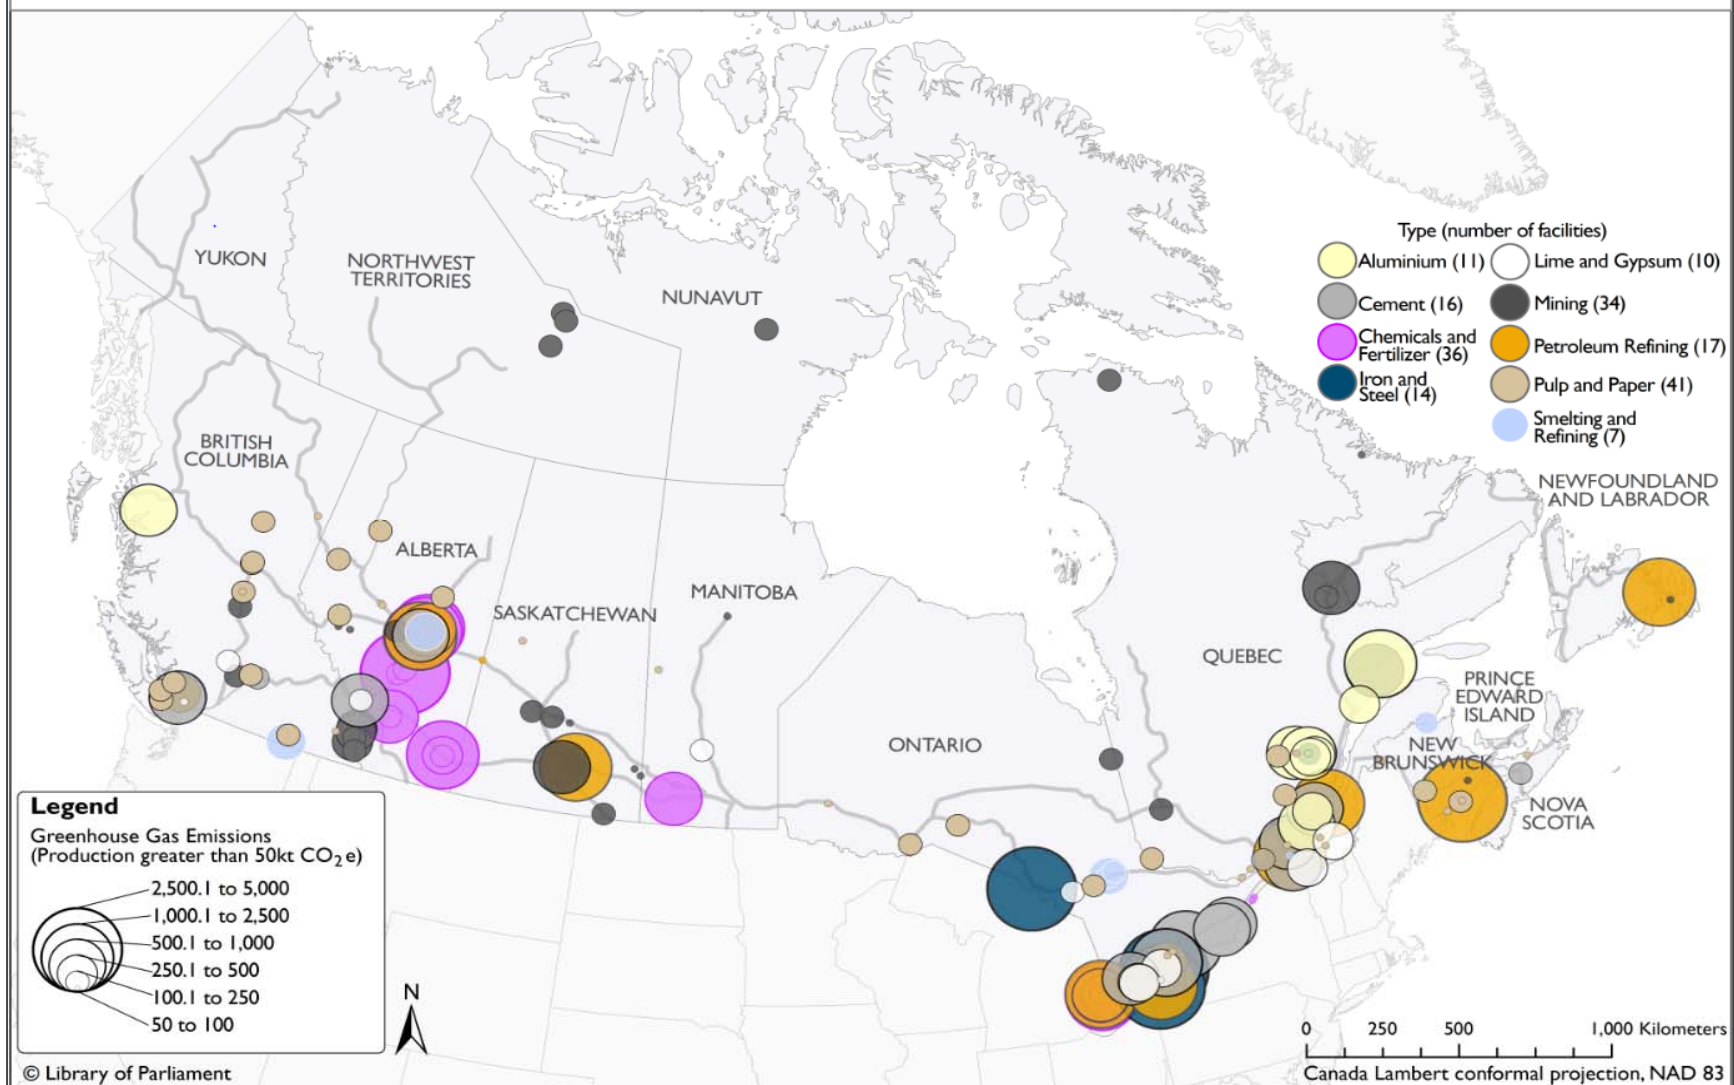 YUKON
NORTHWEST
TERRITORIES
NUNAVUT
BRITISH
COLUMBIA
ALBERTA
SASKATCHEWAN
MANITOBA
ONTARIO
QUEBEC
NEWFOUNDLAND
AND LABRADOR
PRINCE
EDWARD
ISLAND
NEW
BRUNSWICK
NOVA
SCOTIA
Type (number of facilities)
Aluminium (11)
Cement (16)
Chemicals and
Fertilizer (36)
Iron and
Steel (14)
Lime and Gypsum (10)
Mining (34)
Petroleum Refining (17)
Pulp and Paper (41)
Smelting and
Refining (7)
Legend
Greenhouse Gas Emissions
(Production greater than 50kt CO₂e)
2,500.1 to 5,000
1,000.1 to 2,500
500.1 to 1,000
250.1 to 500
100.1 to 250
50 to 100
N
0 250 500 1,000 Kilometers
© Library of Parliament
Canada Lambert conformal projection, NAD 83